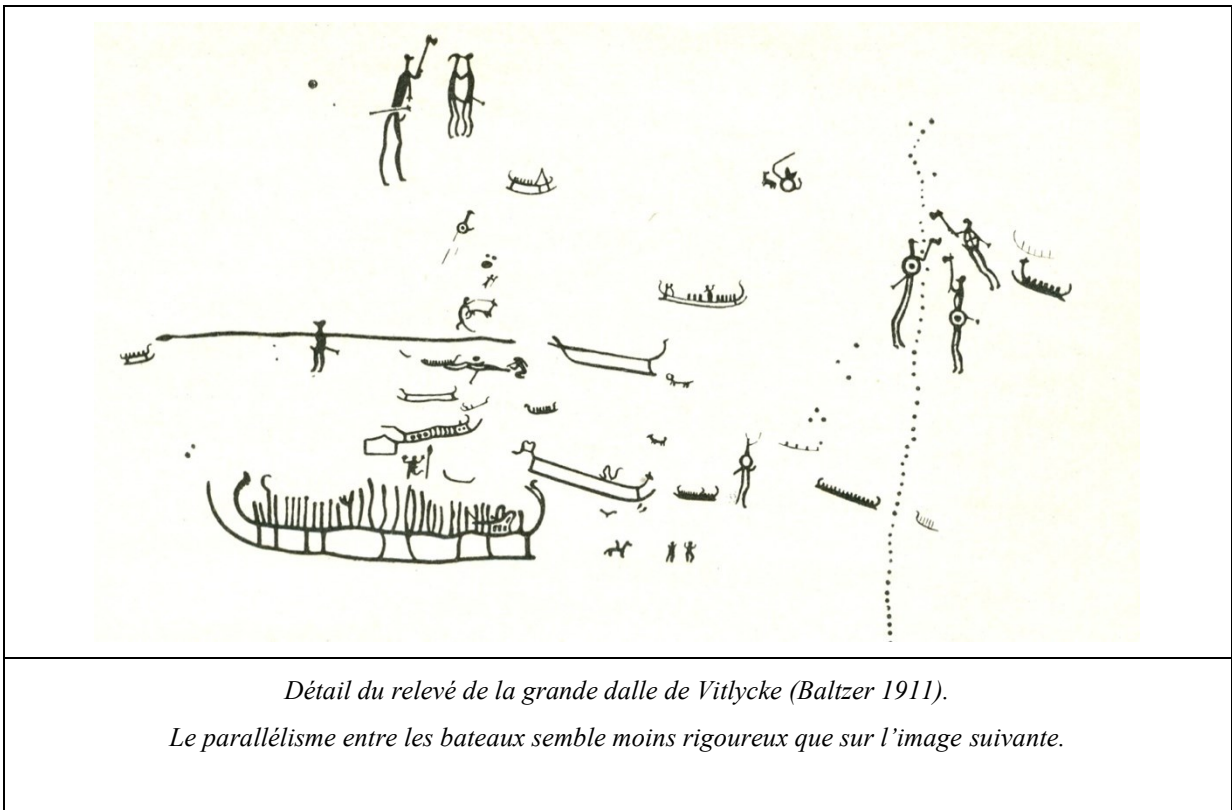 Détail du relevé de la grande dalle de Vitlycke (Baltzer 1911).
Le parallélisme entre les bateaux semble moins rigoureux que sur l’image suivante.